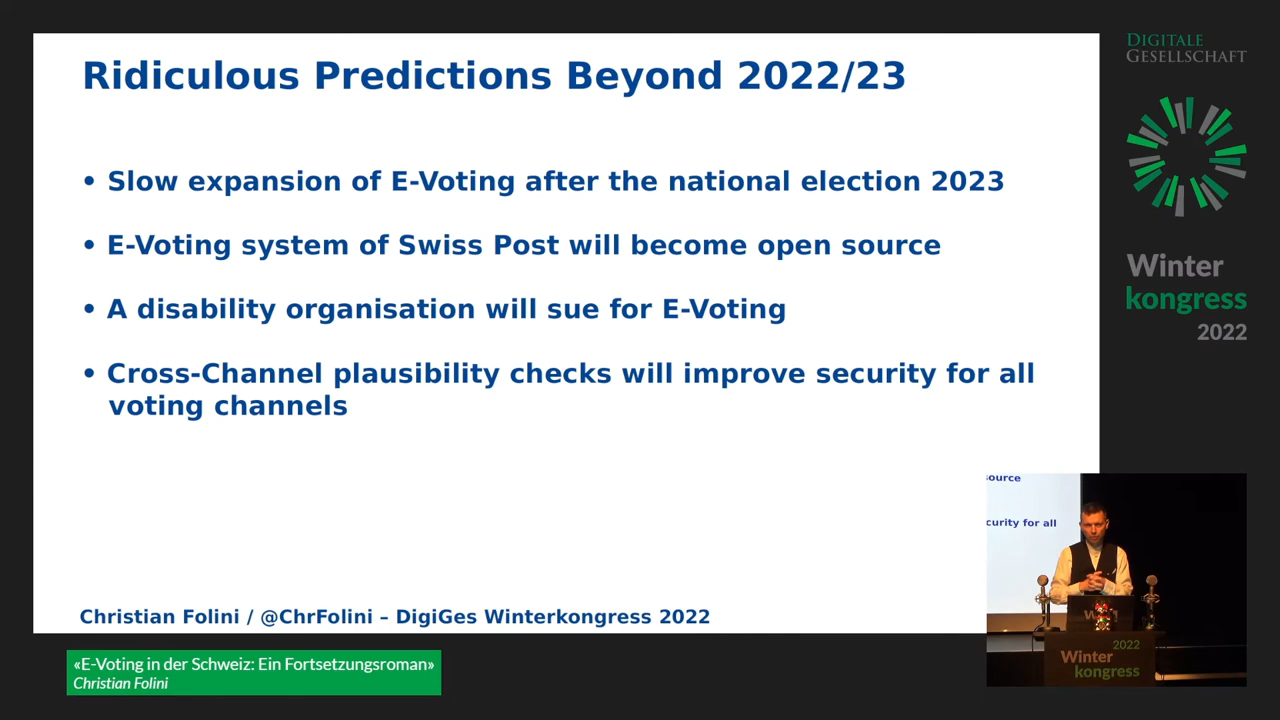 Ridiculous Predictions Beyond 2022/23
• Slow expansion of E-Voting after the national election 2023
• E-Voting system of Swiss Post will become open source
• A disability organisation will sue for E-Voting
• Cross-Channel plausibility checks will improve security for all
voting channels
Christian Folini / @ChrFolini – DigiGes Winterkongress 2022
«E-Voting in der Schweiz: Ein Fortsetzungsroman»
Christian Folini
DIGITALE
GESELLSCHAFT
Winter
kongress
2022
source
curity for all
2022
Winter
kongress